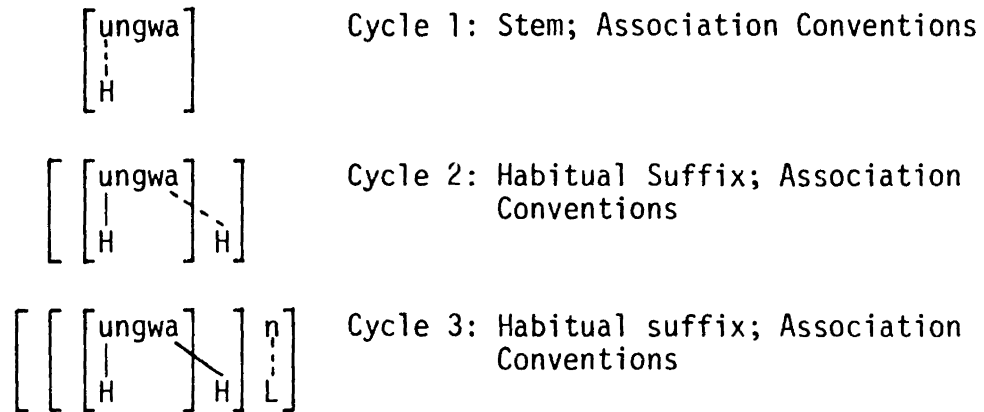 [ungwa] Cycle 1: Stem; Association Conventions
H
[ [ungwa] ] Cycle 2: Habitual Suffix; Association
Conventions
H H
[ [ [ungwa] ] n] Cycle 3: Habitual suffix; Association
Conventions
H H L